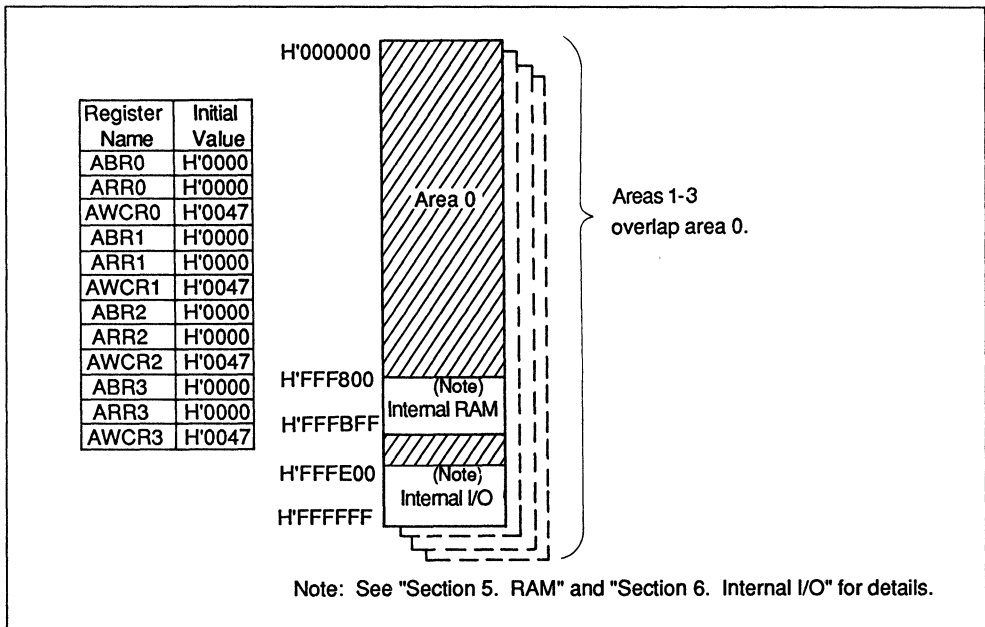 H'000000
Register Name Initial Value
ABR0 H'0000
ARR0 H'0000
AWCR0 H'0047
ABR1 H'0000
ARR1 H'0000
AWCR1 H'0047
ABR2 H'0000
ARR2 H'0000
AWCR2 H'0047
ABR3 H'0000
ARR3 H'0000
AWCR3 H'0047
Area 0
Areas 1-3
overlap area 0.
H'FFF800
(Note)
Internal RAM
H'FFFBFF
H'FFFE00
(Note)
Internal I/O
H'FFFFFF
Note: See "Section 5. RAM" and "Section 6. Internal I/O" for details.